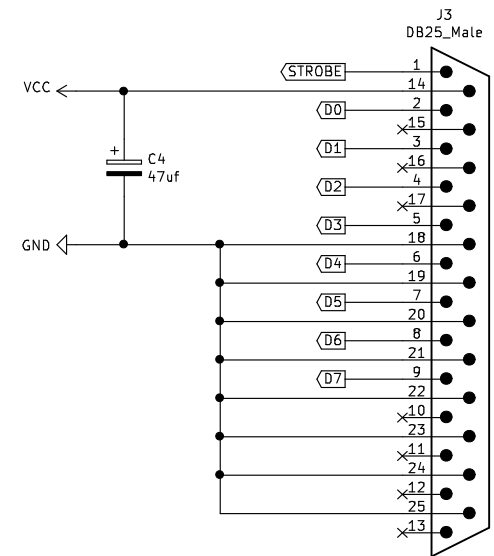 J3
DB25_Male
STROBE 1
VCC 14
D0 2
15
D1 3
16
D2 4
17
C4
47uf
D3 5
GND 18
D4 6
19
D5 7
20
D6 8
21
D7 9
22
10
23
11
24
12
25
13